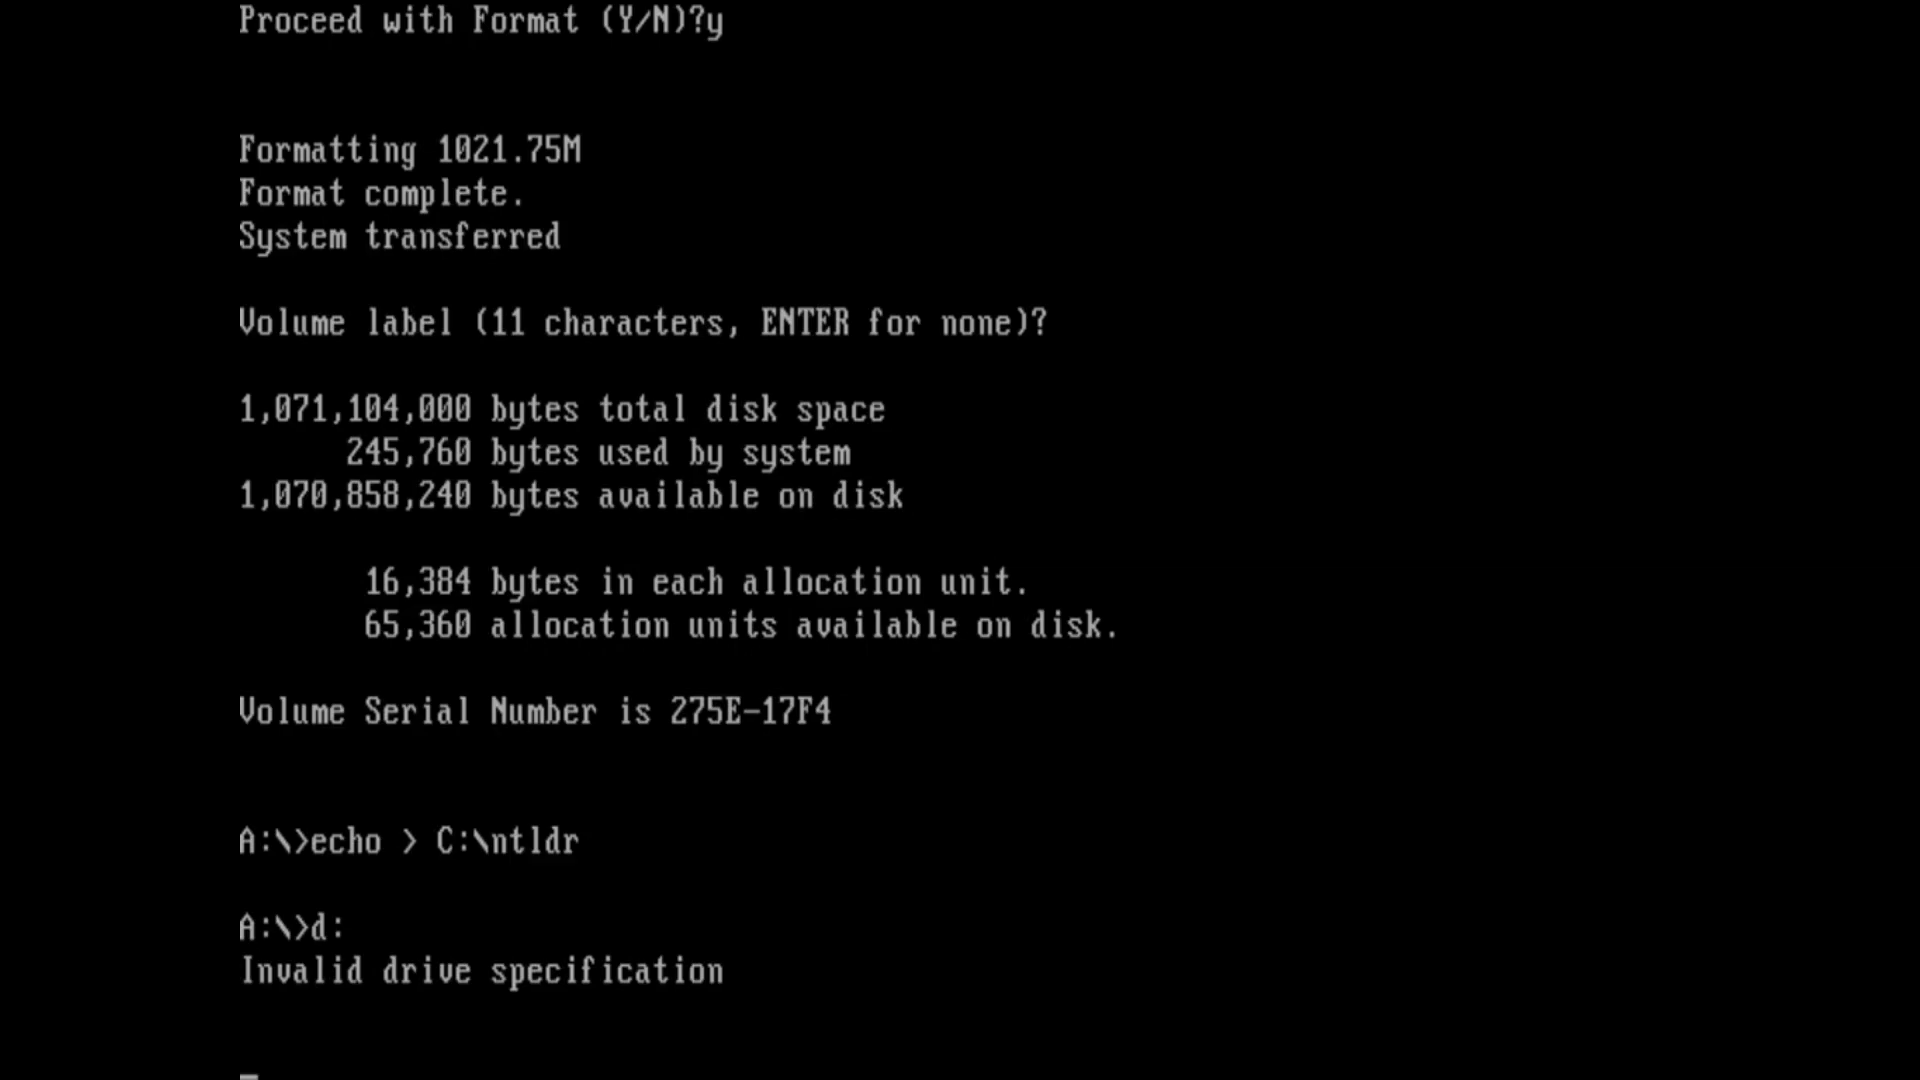 Proceed with Format (Y/N)?y
Formatting 1021.75M
Format complete.
System transferred
Volume label (11 characters, ENTER for none)?
1,071,104,000 bytes total disk space
245,760 bytes used by system
1,070,858,240 bytes available on disk
16,384 bytes in each allocation unit.
65,360 allocation units available on disk.
Volume Serial Number is 275E-17F4
A:\>echo > C:\ntldr
A:\>d:
Invalid drive specification